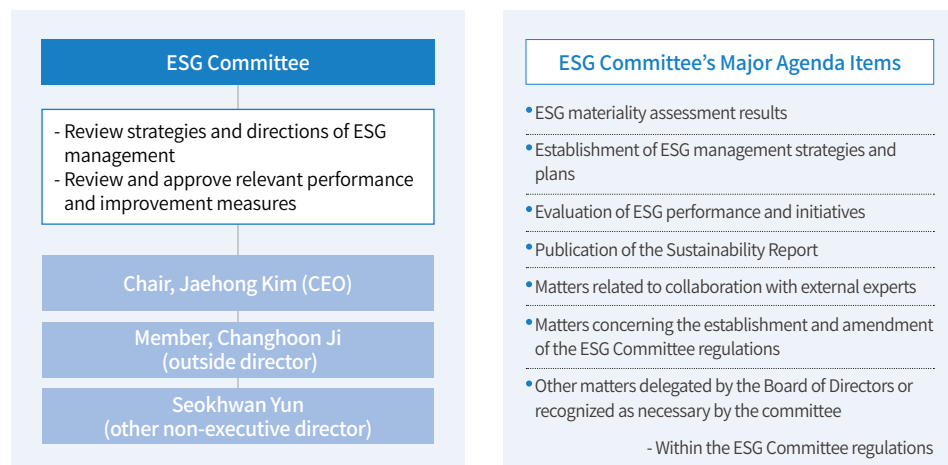 ESG Committee
- Review strategies and directions of ESG
management
- Review and approve relevant performance
and improvement measures
Chair, Jaehong Kim (CEO)
Member, Changhoon Ji
(outside director)
Seokhwan Yun
(other non-executive director)
ESG Committee’s Major Agenda Items
• ESG materiality assessment results
• Establishment of ESG management strategies and
plans
• Evaluation of ESG performance and initiatives
• Publication of the Sustainability Report
• Matters related to collaboration with external experts
• Matters concerning the establishment and amendment
of the ESG Committee regulations
• Other matters delegated by the Board of Directors or
recognized as necessary by the committee
- Within the ESG Committee regulations